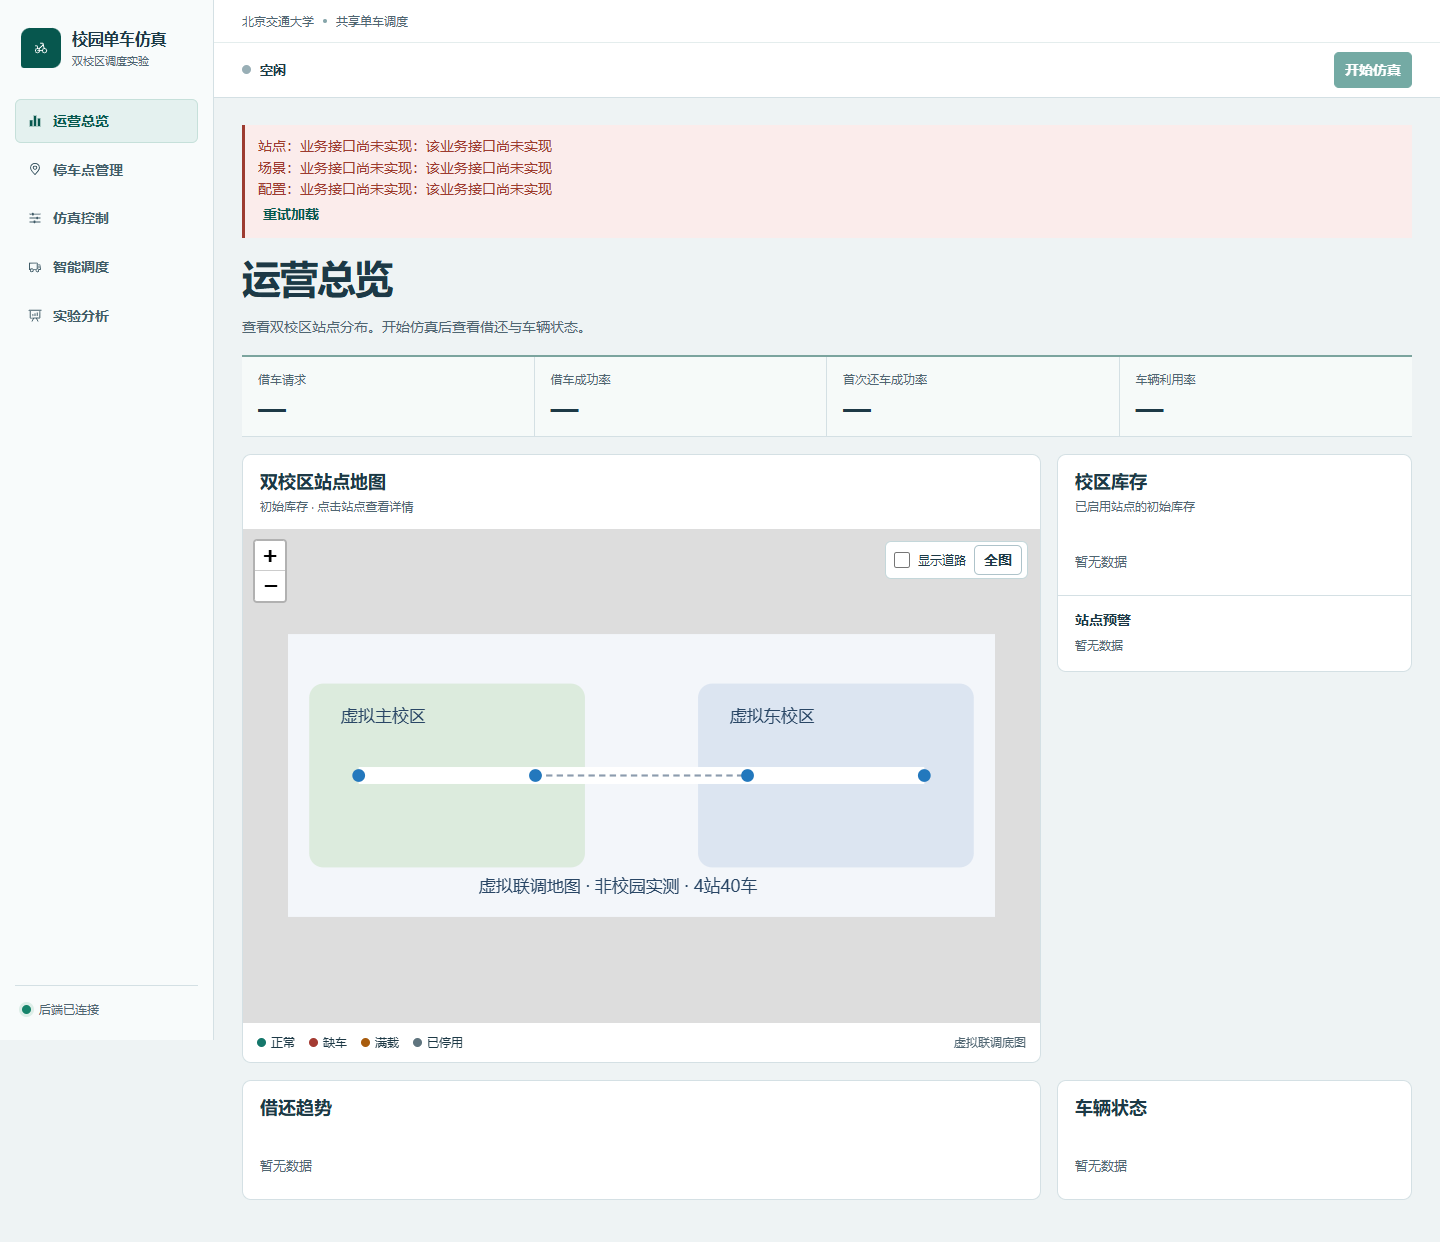 校园单车仿真
双校区调度实验
运营总览
停车点管理
仿真控制
智能调度
实验分析
后端已连接
北京交通大学 • 共享单车调度
空闲
开始仿真
站点：业务接口尚未实现：该业务接口尚未实现
场景：业务接口尚未实现：该业务接口尚未实现
配置：业务接口尚未实现：该业务接口尚未实现
重试加载
运营总览
查看双校区站点分布。开始仿真后查看借还与车辆状态。
借车请求
—
借车成功率
—
首次还车成功率
—
车辆利用率
—
双校区站点地图
初始库存 · 点击站点查看详情
+
−
显示道路
全图
虚拟主校区
虚拟东校区
虚拟联调地图 · 非校园实测 · 4站40车
正常
缺车
满载
已停用
虚拟联调底图
校区库存
已启用站点的初始库存
暂无数据
站点预警
暂无数据
借还趋势
暂无数据
车辆状态
暂无数据